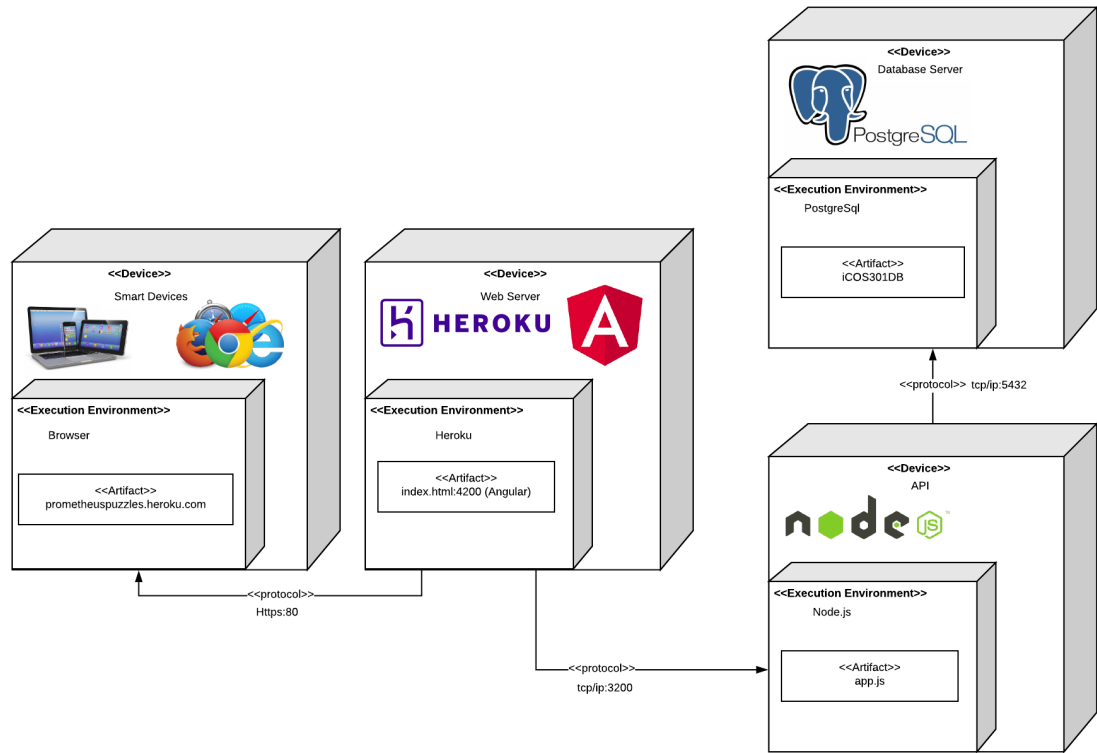 <<Device>>
Smart Devices
<<Execution Environment>>
Browser
<<Artifact>>
prometheuspuzzles.heroku.com
<<Device>>
Web Server
HEROKU
A
<<Execution Environment>>
Heroku
<<Artifact>>
index.html:4200 (Angular)
<<protocol>>
Https:80
<<protocol>>
tcp/ip:3200
<<Device>>
Database Server
PostgreSQL
<<Execution Environment>>
PostgreSql
<<Artifact>>
iCOS301DB
<<protocol>> tcp/ip:5432
<<Device>>
API
node JS™
<<Execution Environment>>
Node.js
<<Artifact>>
app.js